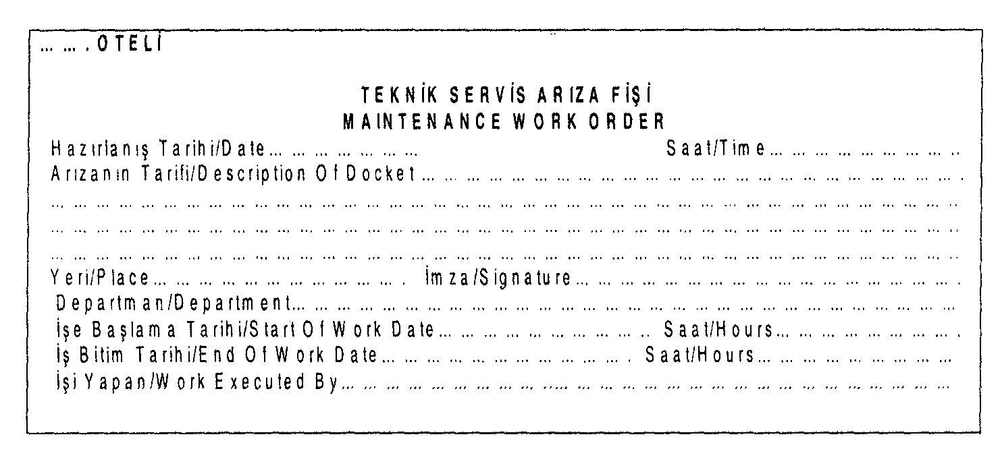 ... ... . OTELİ
TEKNİK SERVİS ARIZA FİŞİ
MAINTENANCE WORK ORDER
Hazırlanış Tarihi/Date... ... ... ... ... ... ... Saat/Time... ... ... ... ... ... ... ... ..
Arızanın Tarifi/Description Of Docket... ... ... ... ... ... ... ... ... ... ... ... ... ... ... ... ... ... ... ... ... ... ... ... .
... ... ... ... ... ... ... ... ... ... ... ... ... ... ... ... ... ... ... ... ... ... ... ... ... ... ... ... ... ... ... ... ... ... ... ... ... ... ... ... ..
... ... ... ... ... ... ... ... ... ... ... ... ... ... ... ... ... ... ... ... ... ... ... ... ... ... ... ... ... ... ... ... ... ... ... ... ... ... ... ... ..
... ... ... ... ... ... ... ... ... ... ... ... ... ... ... ... ... ... ... ... ... ... ... ... ... ... ... ... ... ... ... ... ... ... ... ... ... ... ... ... ..
Yeri/Place... ... ... ... ... ... ... ... ... ... ... . İmza/Signature... ... ... ... ... ... ... ... ... ... ... ... ... ... ... ... ... .
Departman/Department... ... ... ... ... ... ... ... ... ... ... ... ... ... ... ... ... ... ... ... ... ... ... ... ... ... ... ... ... ...
İşe Başlama Tarihi/Start Of Work Date... ... ... ... ... ... ... ... ... .. Saat/Hours... ... ... ... ... ... ... ... .
İş Bitim Tarihi/End Of Work Date... ... ... ... ... ... ... ... ... ... ... . Saat/Hours... ... ... ... ... ... ... ... ...
İşi Yapan/Work Executed By... ... ... ... ... ... ... ... ... ..... ... ... ... ... ... ... ... ... ... ... ... ... ... ... ... ... ... ...